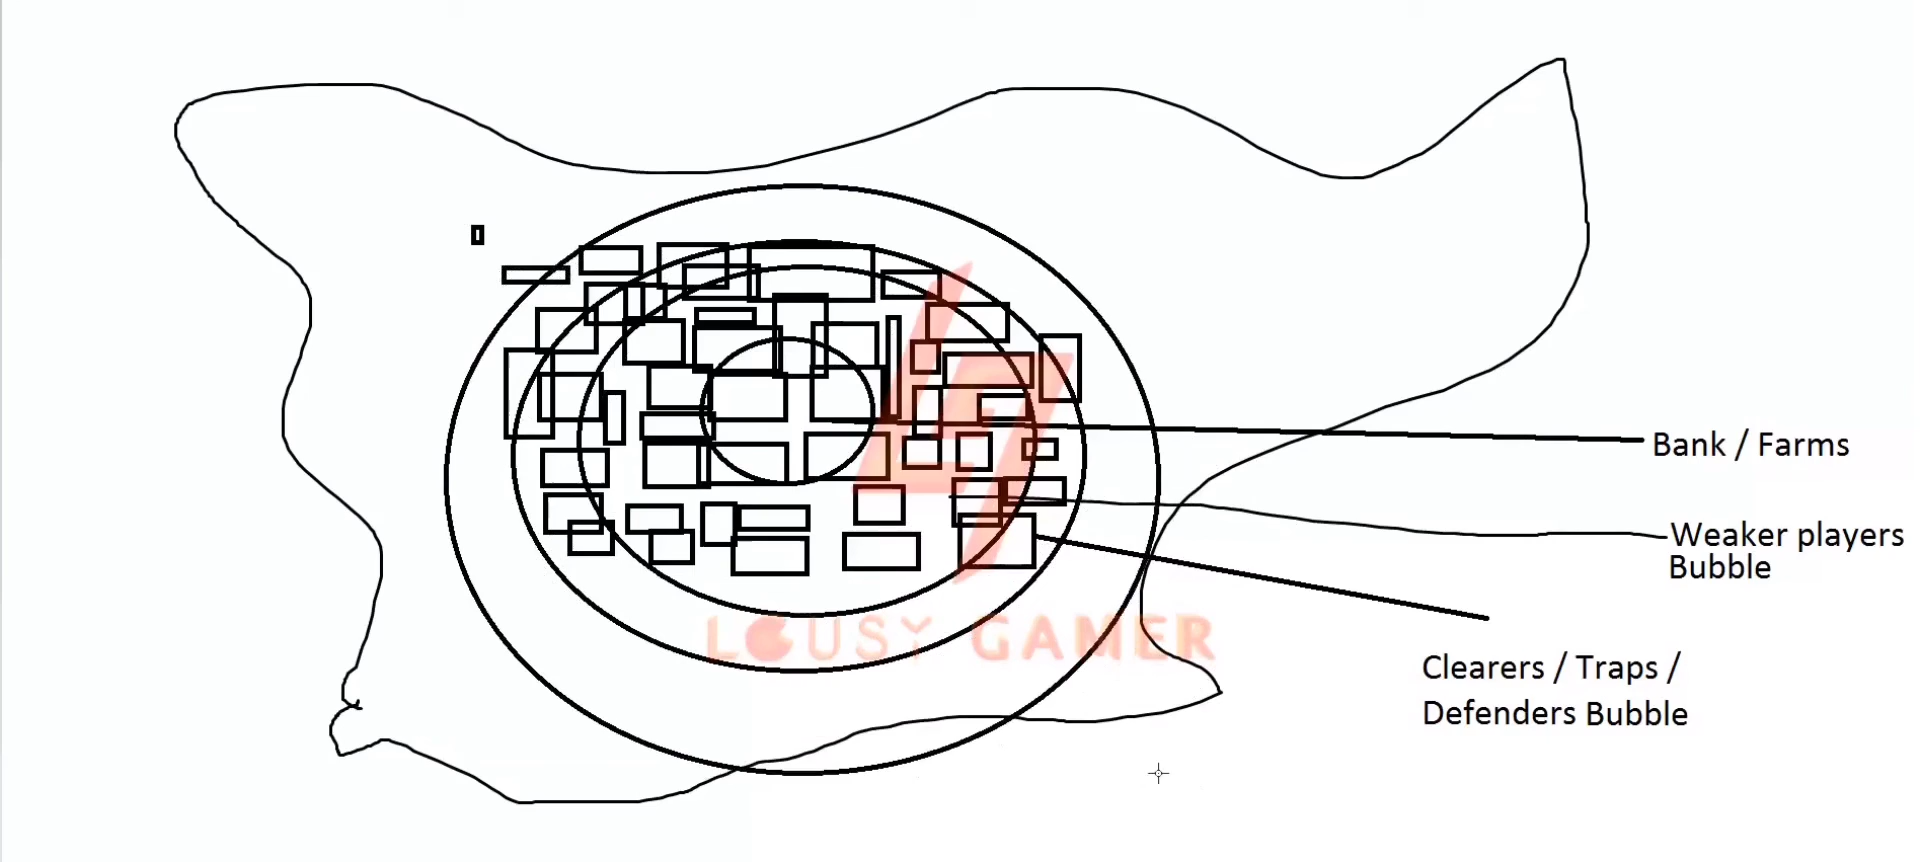 Bank / Farms
Weaker players
Bubble
LOUSY GAMER
Clearers / Traps /
Defenders Bubble